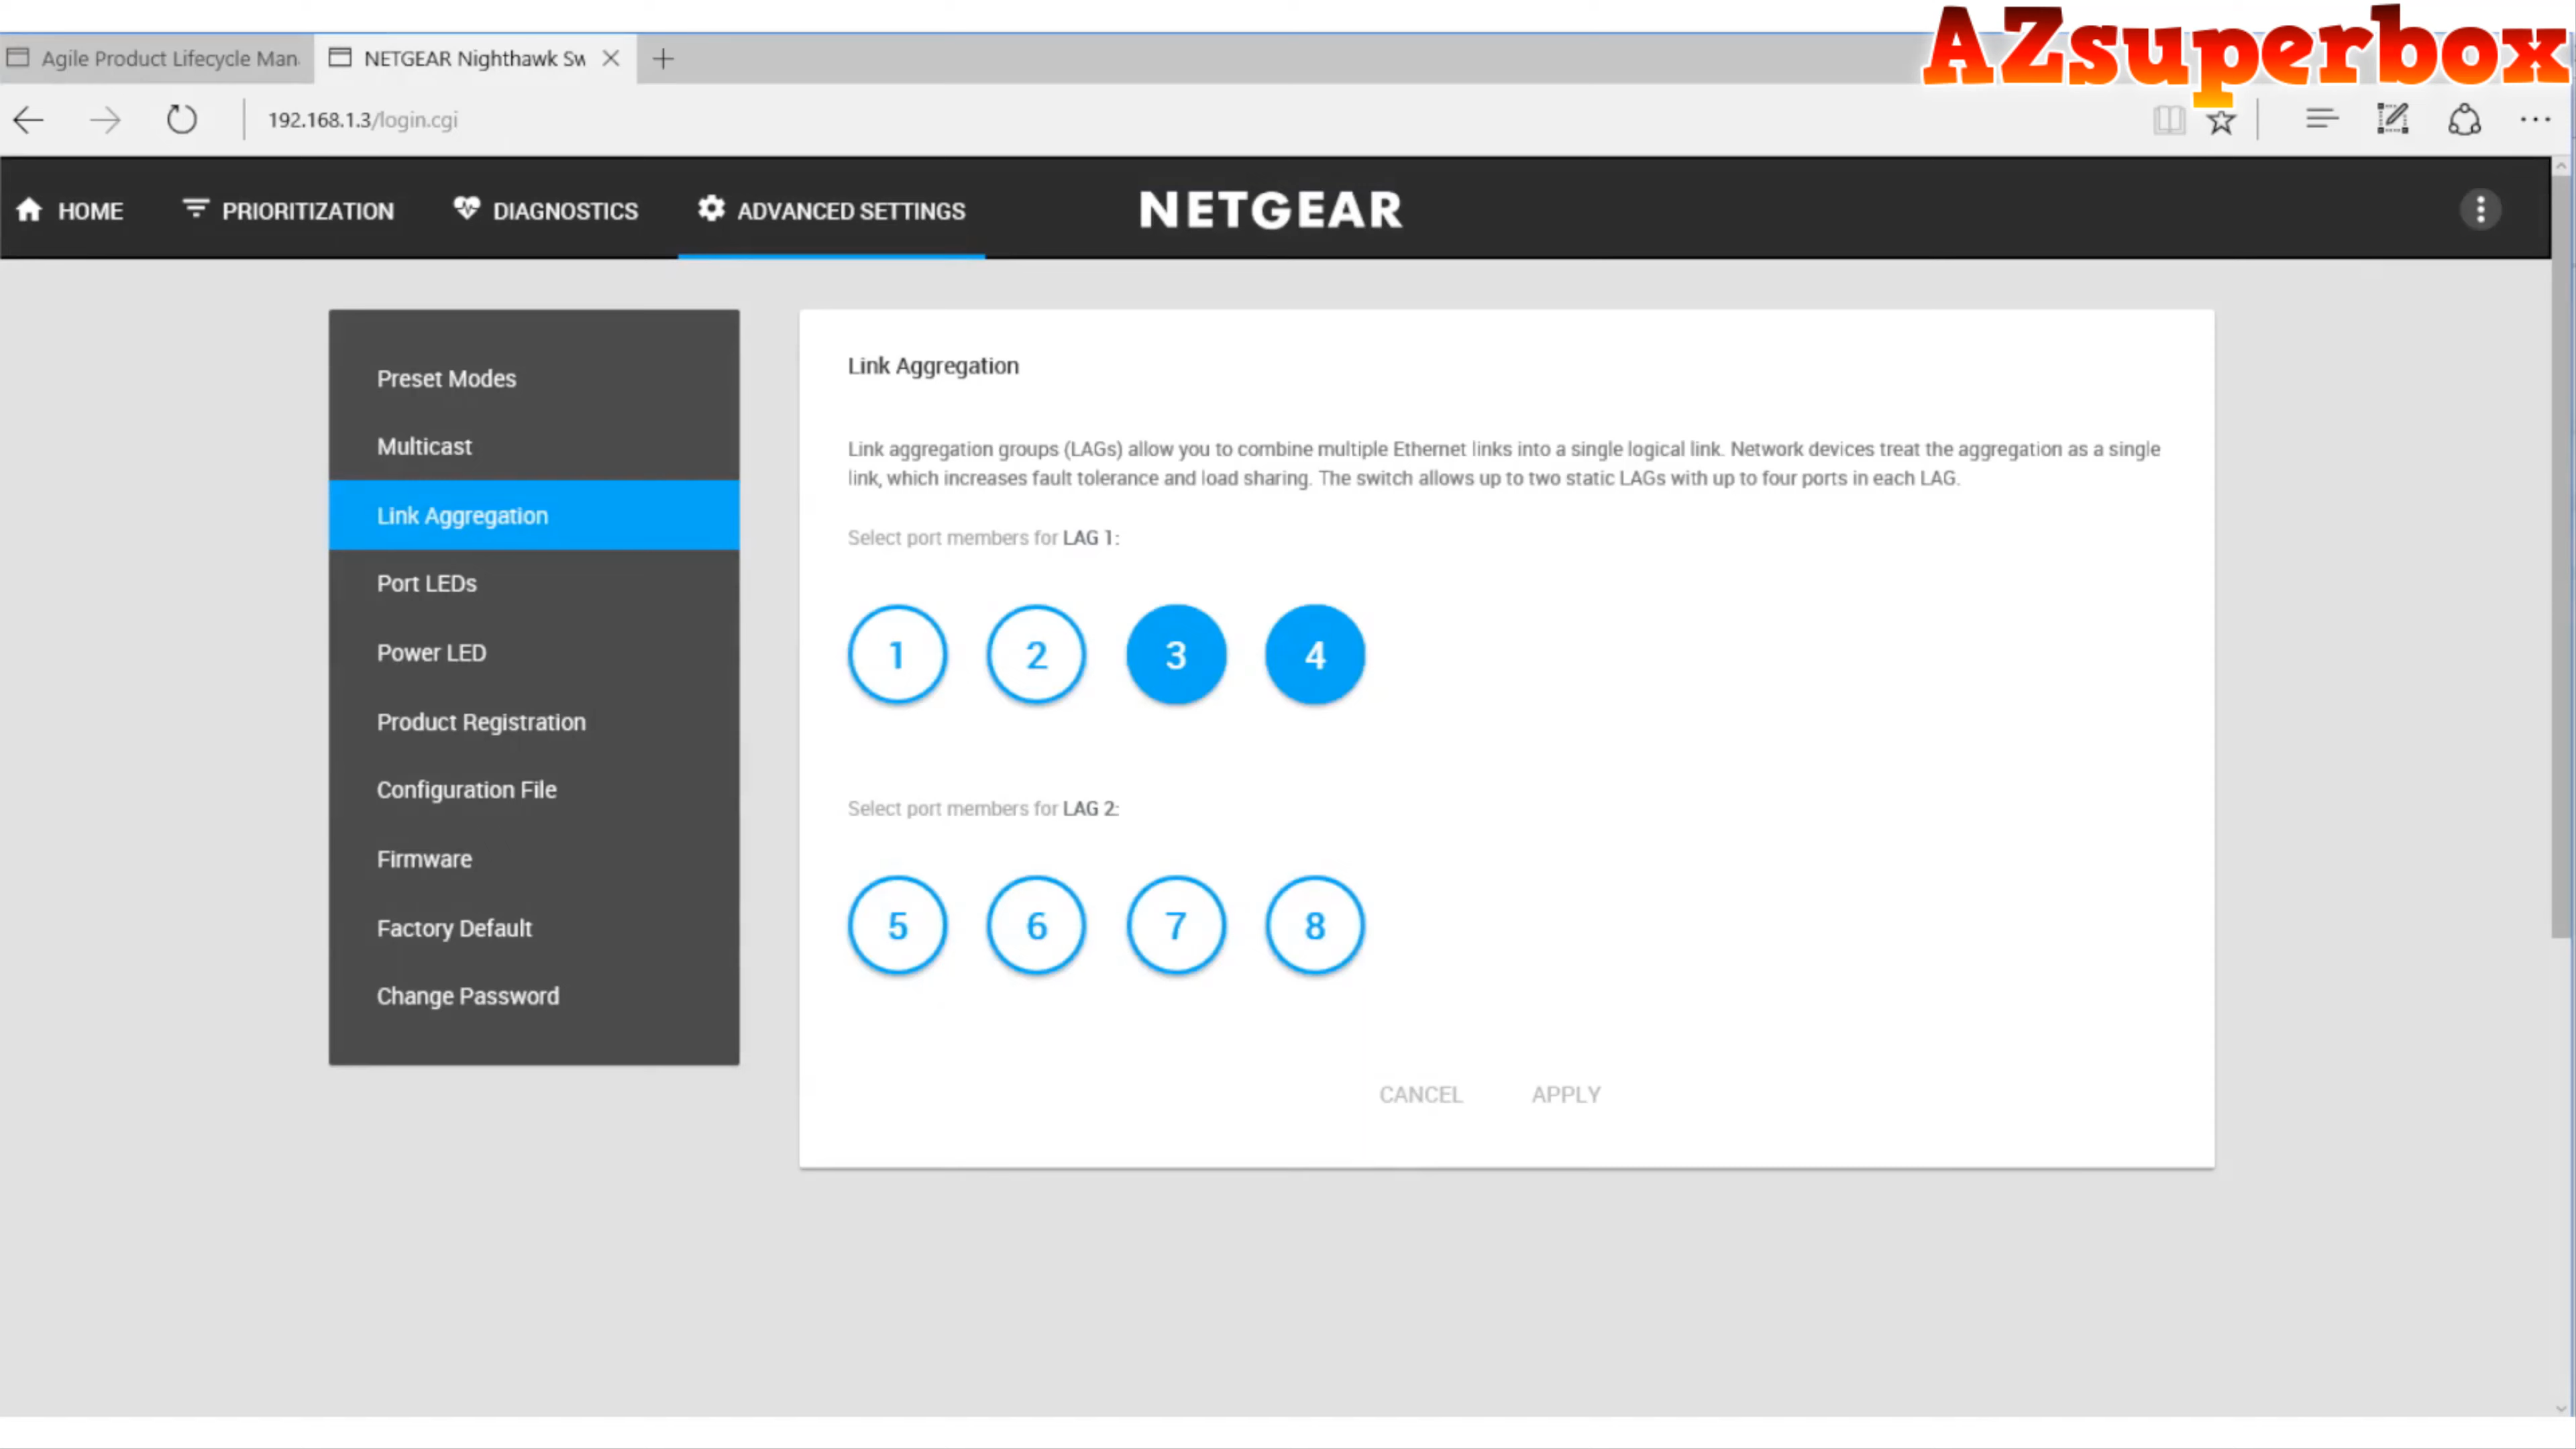 AZsuperbox
Agile Product Lifecycle Man
NETGEAR Nighthawk Sw
192.168.1.3/login.cgi
HOME
PRIORITIZATION
DIAGNOSTICS
ADVANCED SETTINGS
NETGEAR
Preset Modes
Multicast
Link Aggregation
Port LEDs
Power LED
Product Registration
Configuration File
Firmware
Factory Default
Change Password
Link Aggregation
Link aggregation groups (LAGs) allow you to combine multiple Ethernet links into a single logical link. Network devices treat the aggregation as a single
link, which increases fault tolerance and load sharing. The switch allows up to two static LAGs with up to four ports in each LAG.
Select port members for LAG 1:
1 2 3 4
Select port members for LAG 2:
5 6 7 8
CANCEL APPLY